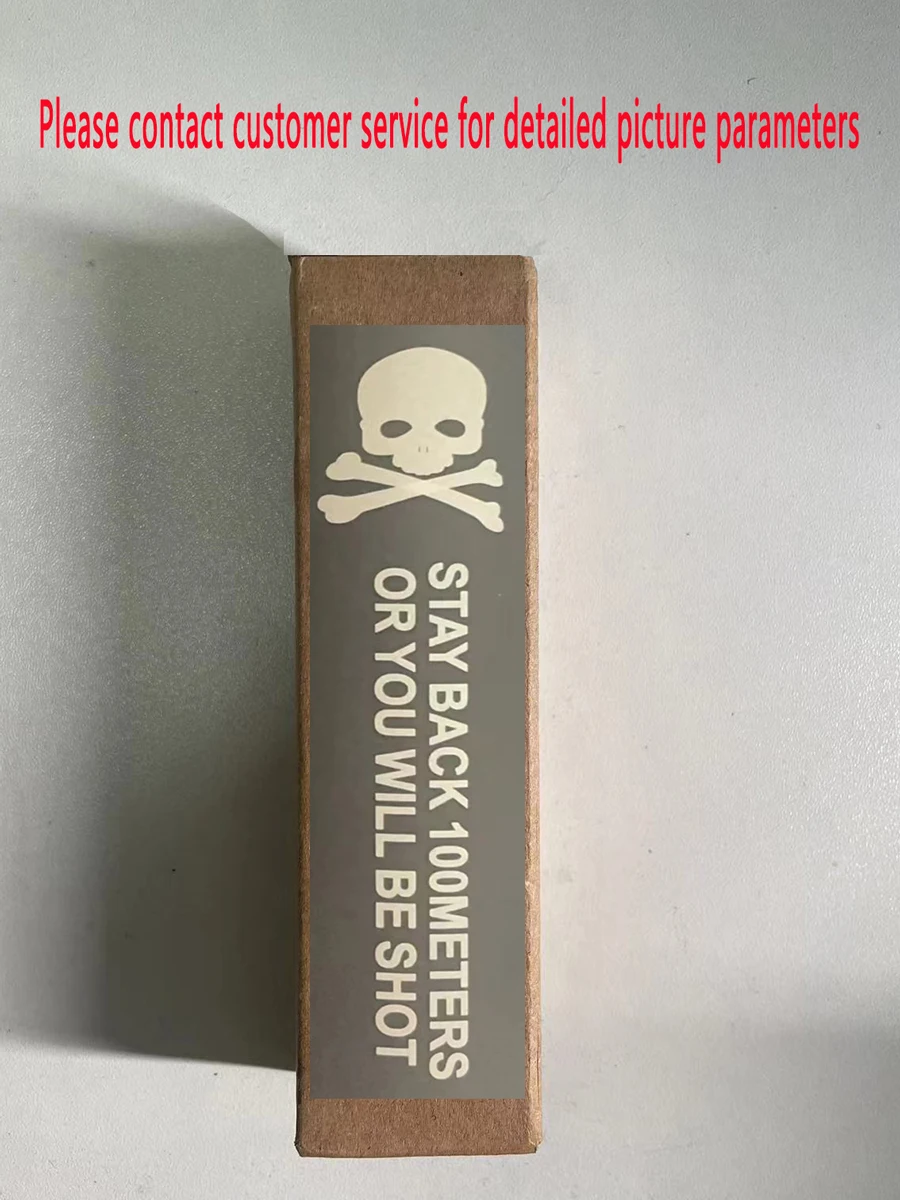 Please contact customer service for detailed picture parameters
STAY BACK 100METERS
OR YOU WILL BE SHOT